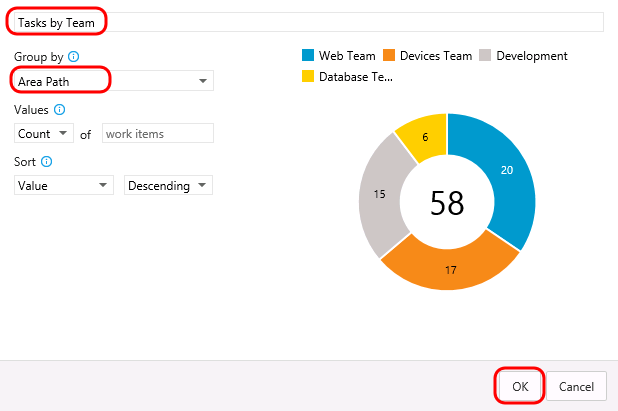 Tasks by Team
Group by
Area Path
Values
Count of work items
Sort
Value Descending
Web Team Devices Team Development
Database Te...
6
20
15
58
17
OK Cancel